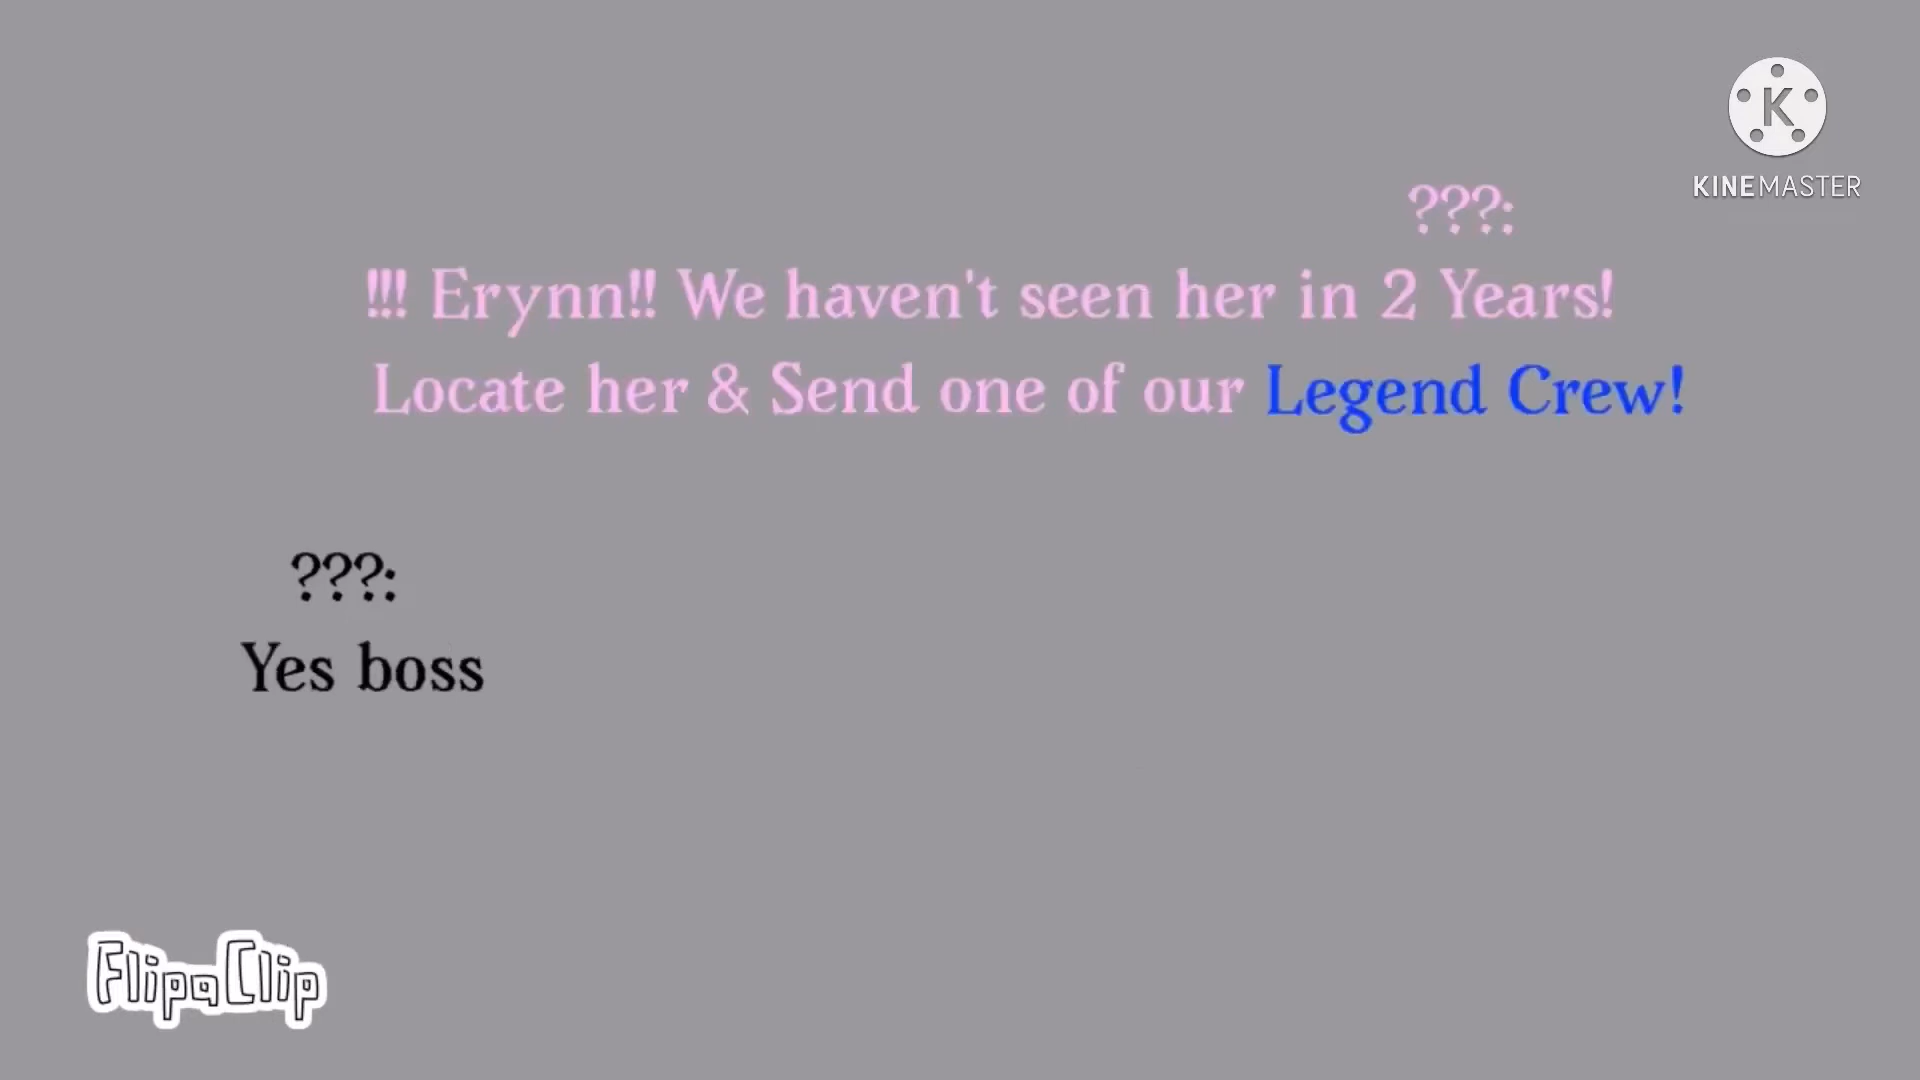 KINEMASTER
???:
!!! Erynn!! We haven't seen her in 2 Years!
Locate her & Send one of our Legend Crew!
???:
Yes boss
FlipaClip